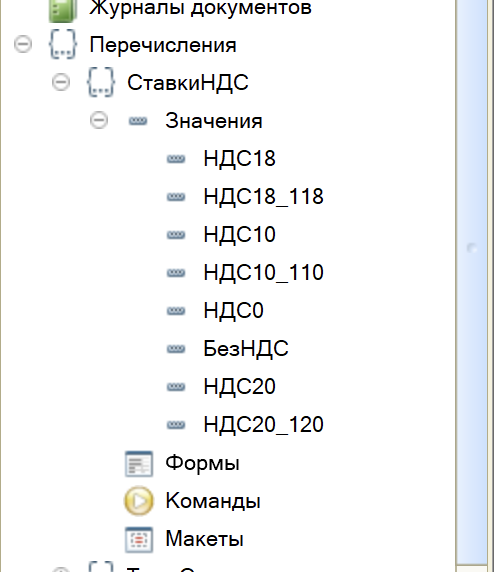 Журналы документов
Перечисления
СтавкиНДС
Значения
НДС18
НДС18_118
НДС10
НДС10_110
НДС0
БезНДС
НДС20
НДС20_120
Формы
Команды
Макеты